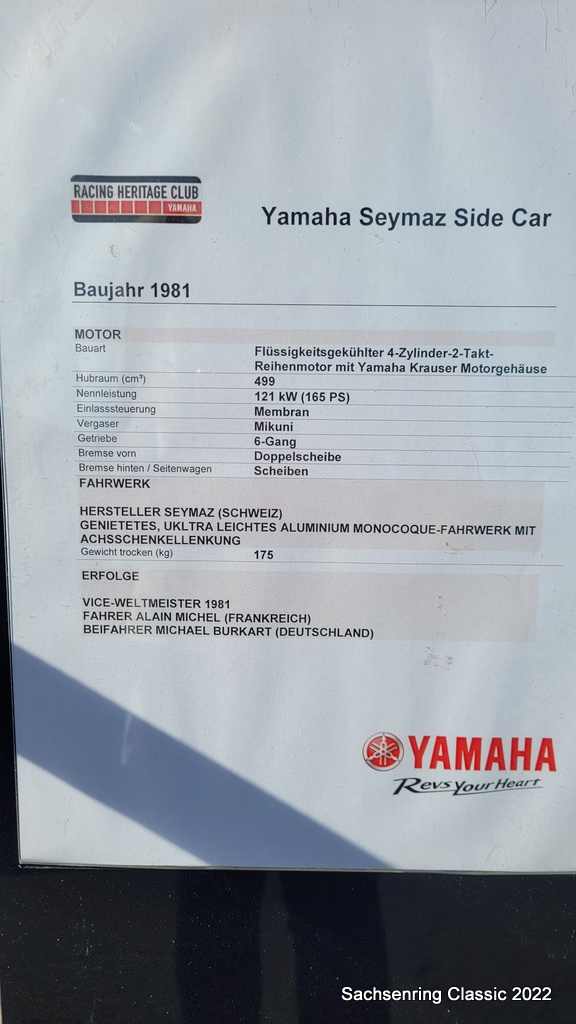 RACING HERITAGE CLUB
YAMAHA
Yamaha Seymaz Side Car
Baujahr 1981
MOTOR
Bauart Flüssigkeitsgekühlter 4-Zylinder-2-Takt-
Reihenmotor mit Yamaha Krauser Motorgehäuse
Hubraum (cm³) 499
Nennleistung 121 kW (165 PS)
Einlasssteuerung Membran
Vergaser Mikuni
Getriebe 6-Gang
Bremse vorn Doppelscheibe
Bremse hinten / Seitenwagen Scheiben
FAHRWERK
HERSTELLER SEYMAZ (SCHWEIZ)
GENIETETES, UKLTRA LEICHTES ALUMINIUM MONOCOQUE-FAHRWERK MIT
ACHSSCHENKELLENKUNG
Gewicht trocken (kg) 175
ERFOLGE
VICE-WELTMEISTER 1981
FAHRER ALAIN MICHEL (FRANKREICH)
BEIFAHRER MICHAEL BURKART (DEUTSCHLAND)
YAMAHA
Revs Your Heart
Sachsenring Classic 2022